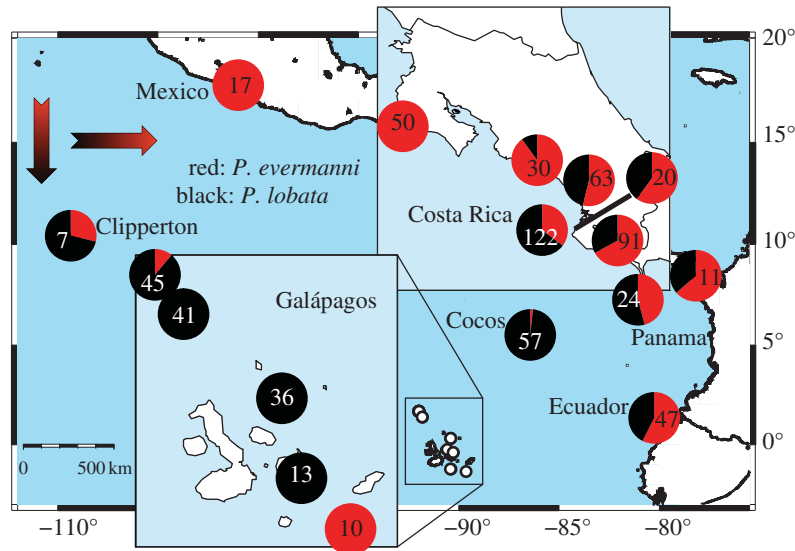 20°
17
Mexico
50
15°
red: P. evermanni
black: P. lobata
30
63
20
Costa Rica
122
91
Clipperton
7
10°
11
45
41
Galápagos
24
Cocos
57
Panama
5°
36
Ecuador
47
0°
0 500 km
13
10
−110° −90° −85° −80°